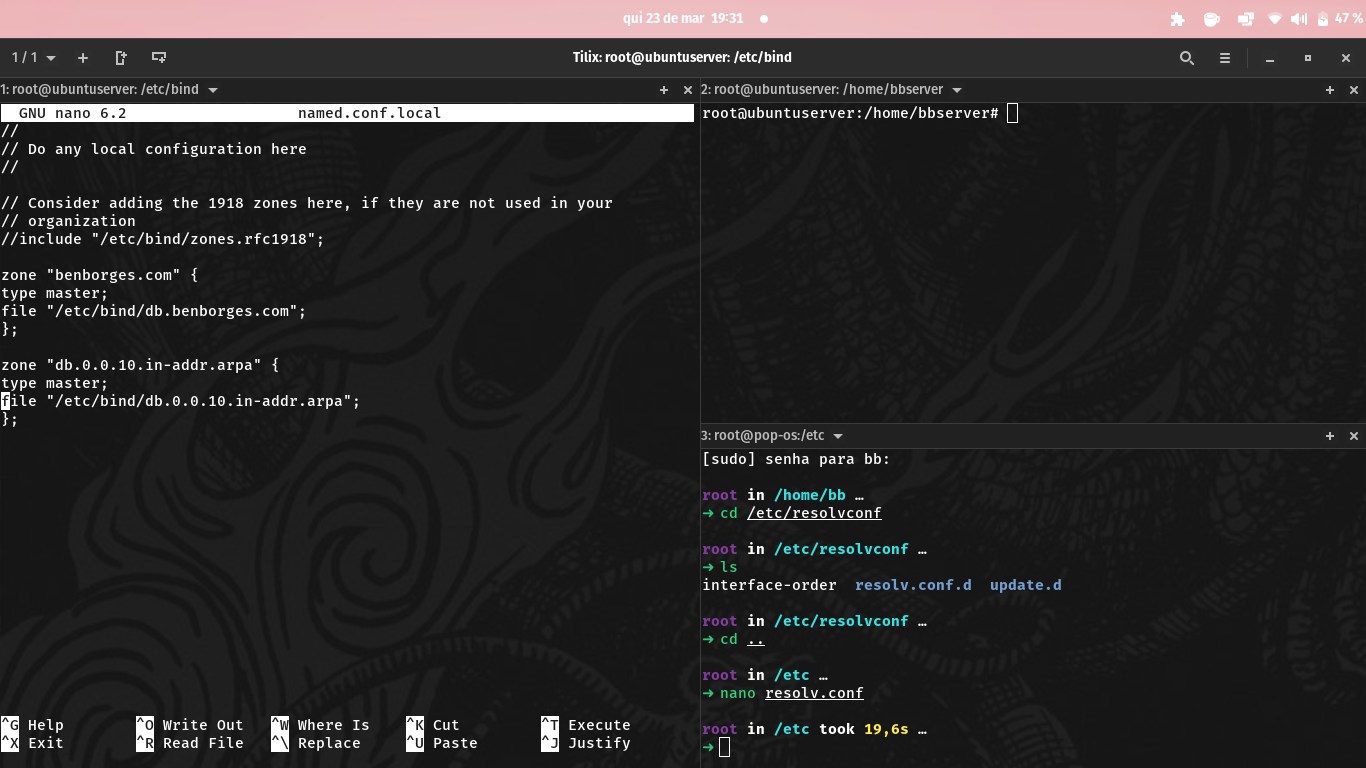 qui 23 de mar 19:31
47 %
1 / 1
Tilix: root@ubuntuserver: /etc/bind
1: root@ubuntuserver: /etc/bind
GNU nano 6.2 named.conf.local
//
// Do any local configuration here
//
// Consider adding the 1918 zones here, if they are not used in your
// organization
//include "/etc/bind/zones.rfc1918";
zone "benborges.com" {
type master;
file "/etc/bind/db.benborges.com";
};
zone "db.0.0.10.in-addr.arpa" {
type master;
file "/etc/bind/db.0.0.10.in-addr.arpa";
};
^G Help ^O Write Out ^W Where Is ^K Cut ^T Execute
^X Exit ^R Read File ^\ Replace ^U Paste ^J Justify
2: root@ubuntuserver: /home/bbserver
root@ubuntuserver:/home/bbserver#
3: root@pop-os:/etc
[sudo] senha para bb:
root in /home/bb …
➜ cd /etc/resolvconf
root in /etc/resolvconf …
➜ ls
interface-order resolv.conf.d update.d
root in /etc/resolvconf …
➜ cd ..
root in /etc …
➜ nano resolv.conf
root in /etc took 19,6s …
➜